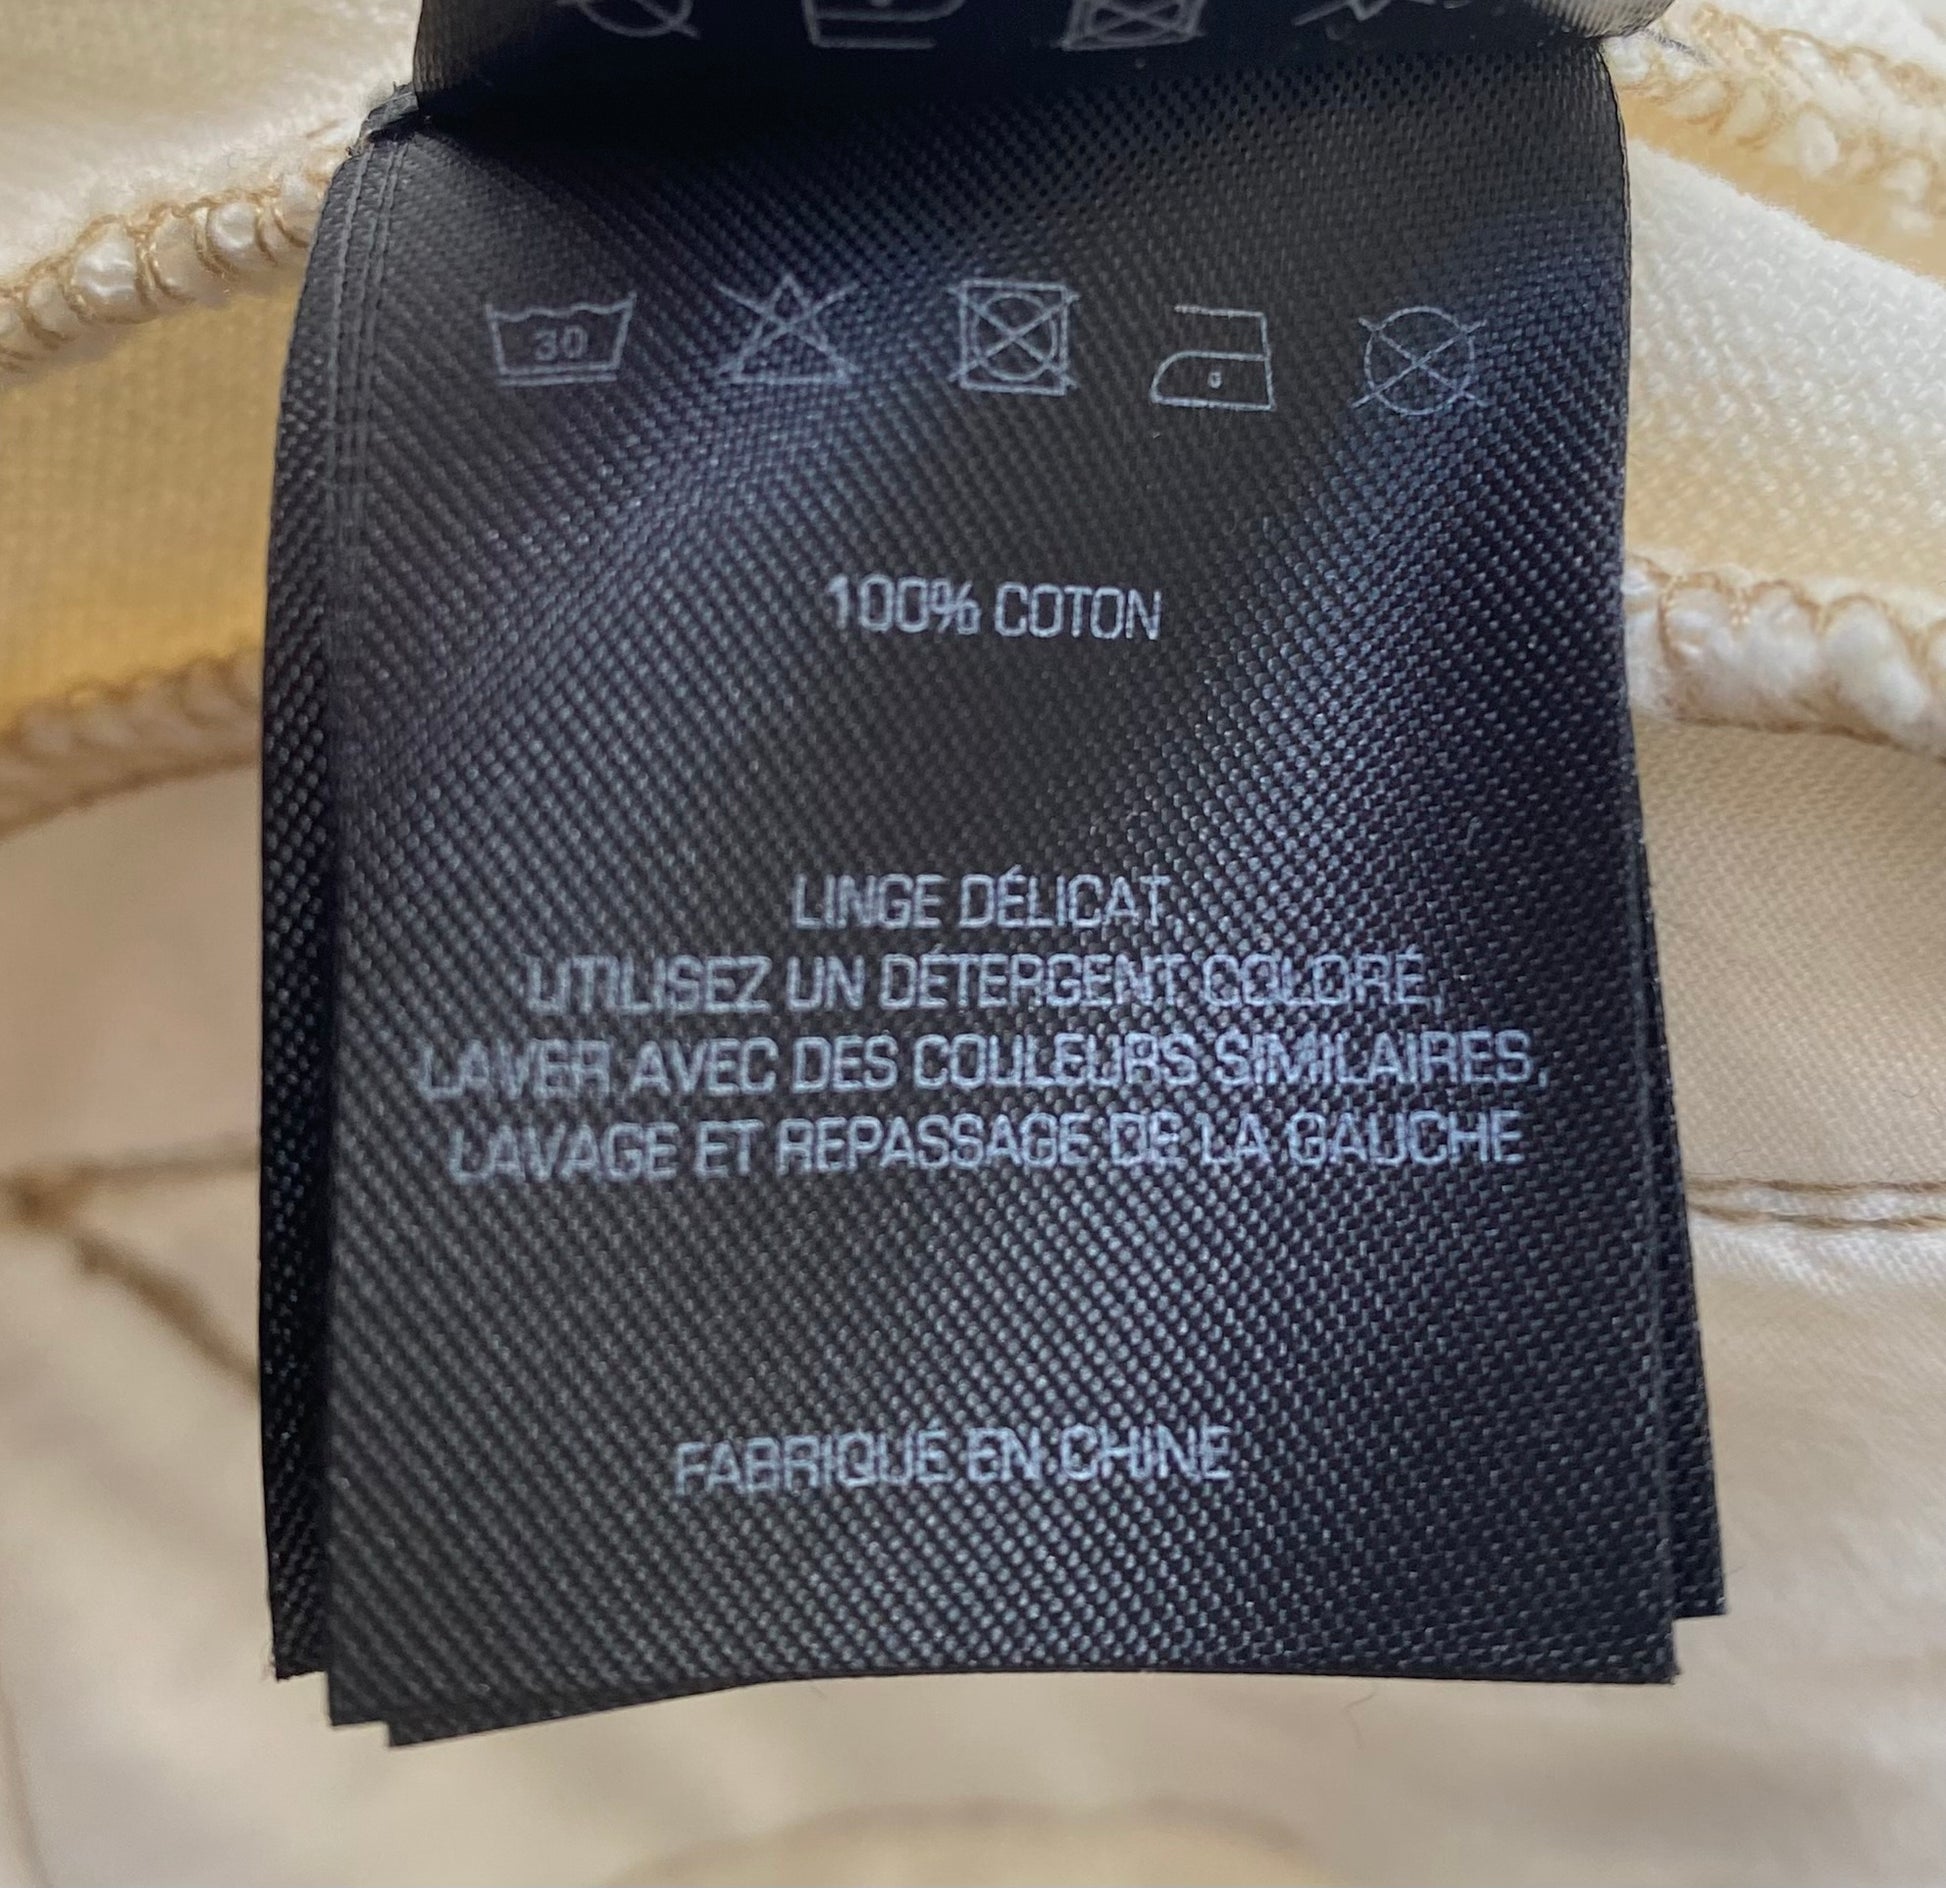 30
100% COTON
LINGE DÉLICAT,
UTILISEZ UN DÉTERGENT COLORÉ,
LAVER AVEC DES COULEURS SIMILAIRES,
LAVAGE ET REPASSAGE DE LA GAUCHE
FABRIQUÉ EN CHINE